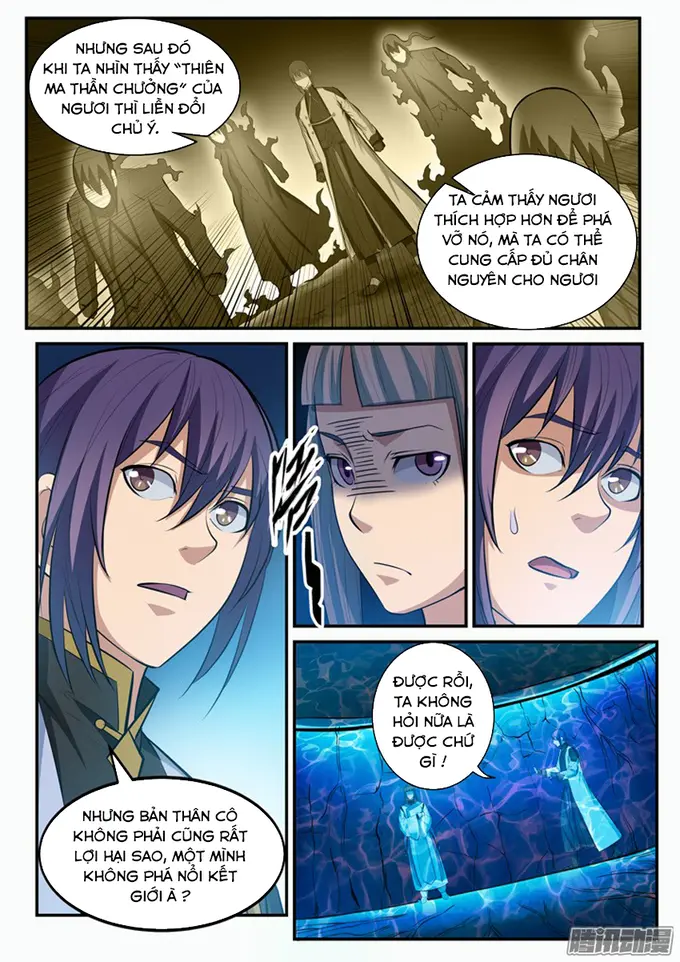 NHƯNG SAU ĐÓ
KHI TA NHÌN THẤY "THIÊN
MA THẦN CHƯỞNG" CỦA
NGƯƠI THÌ LIỀN ĐỔI
CHỦ Ý.
TA CẢM THẤY NGƯƠI
THÍCH HỢP HƠN ĐỂ PHÁ
VỠ NÓ, MÀ TA CÓ THỂ
CUNG CẤP ĐỦ CHÂN
NGUYÊN CHO NGƯƠI
NHƯNG BẢN THÂN CÔ
KHÔNG PHẢI CŨNG RẤT
LỢI HẠI SAO, MỘT MÌNH
KHÔNG PHÁ NỔI KẾT
GIỚI À ?
ĐƯỢC RỒI,
TA KHÔNG
HỎI NỮA LÀ
ĐƯỢC CHỨ
GÌ !
腾讯动漫